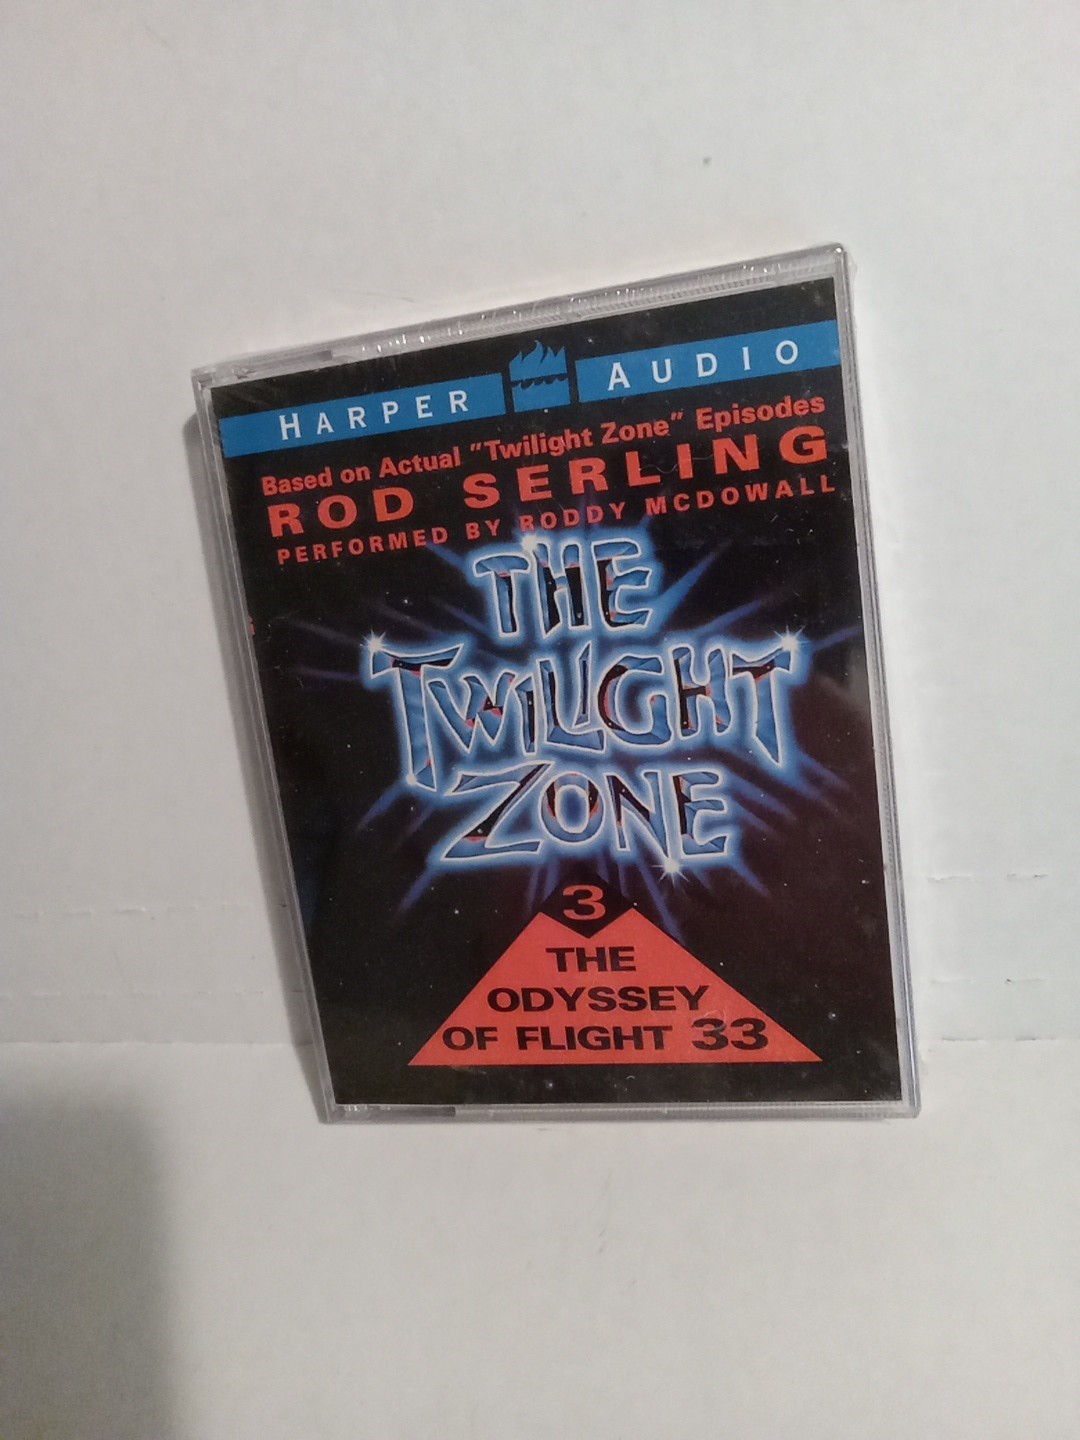 HARPER AUDIO
Based on Actual "Twilight Zone" Episodes
ROD SERLING
PERFORMED BY RODDY MCDOWALL
THE
TWILIGHT
ZONE
3
THE
ODYSSEY
OF FLIGHT 33